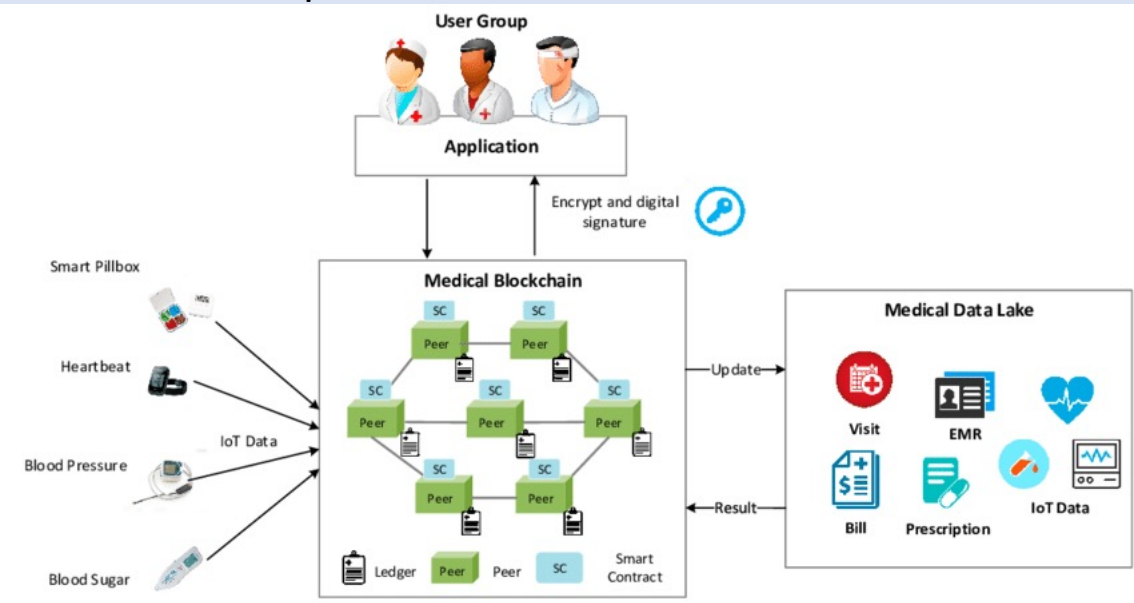 User Group
Application
Encrypt and digital
signature
Smart Pillbox
Heartbeat
IoT Data
Blood Pressure
Blood Sugar
Medical Blockchain
SC
SC
Peer
Peer
SC
SC
SC
Peer
Peer
Peer
SC
SC
Peer
Peer
Ledger
Peer
Peer
SC
Smart
Contract
Update
Result
Medical Data Lake
Visit
EMR
Bill
Prescription
IoT Data